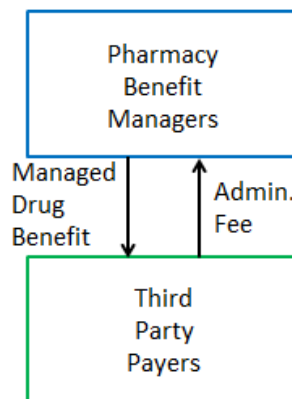 Pharmacy
Benefit
Managers
Managed
Drug
Benefit
Admin.
Fee
Third
Party
Payers